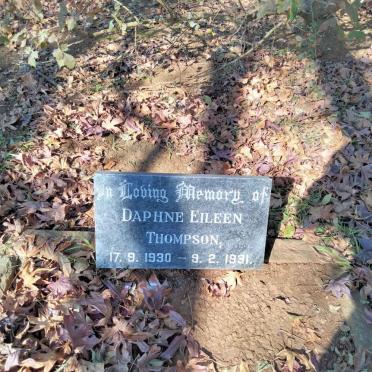 In Loving Memory of
DAPHNE EILEEN
THOMPSON,
17. 9. 1930 – 9. 2. 1991.